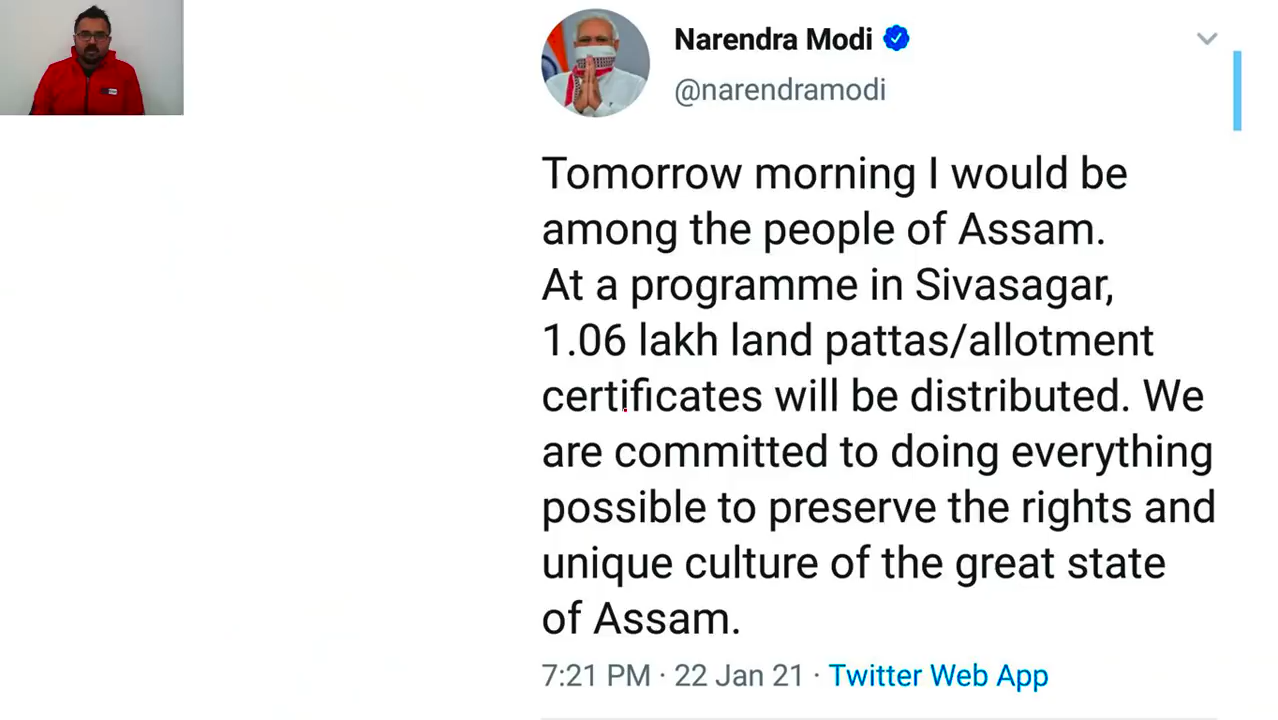 Narendra Modi
@narendramodi
Tomorrow morning I would be
among the people of Assam.
At a programme in Sivasagar,
1.06 lakh land pattas/allotment
certificates will be distributed. We
are committed to doing everything
possible to preserve the rights and
unique culture of the great state
of Assam.
7:21 PM · 22 Jan 21 · Twitter Web App